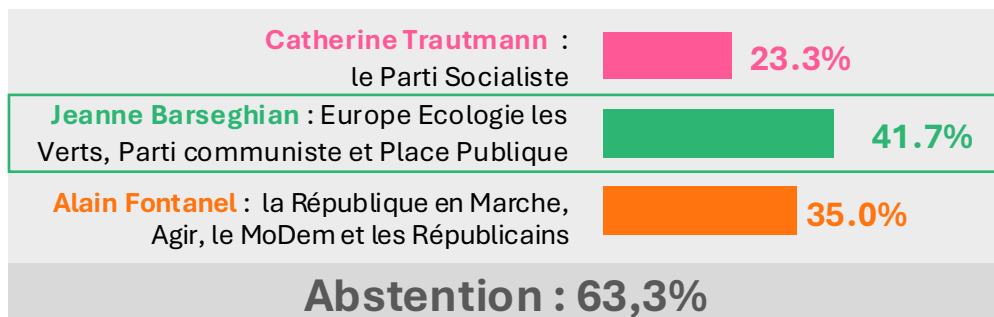 Catherine Trautmann :
le Parti Socialiste
23.3%
Jeanne Barseghian : Europe Ecologie les
Verts, Parti communiste et Place Publique
41.7%
Alain Fontanel : la République en Marche,
Agir, le MoDem et les Républicains
35.0%
Abstention : 63,3%